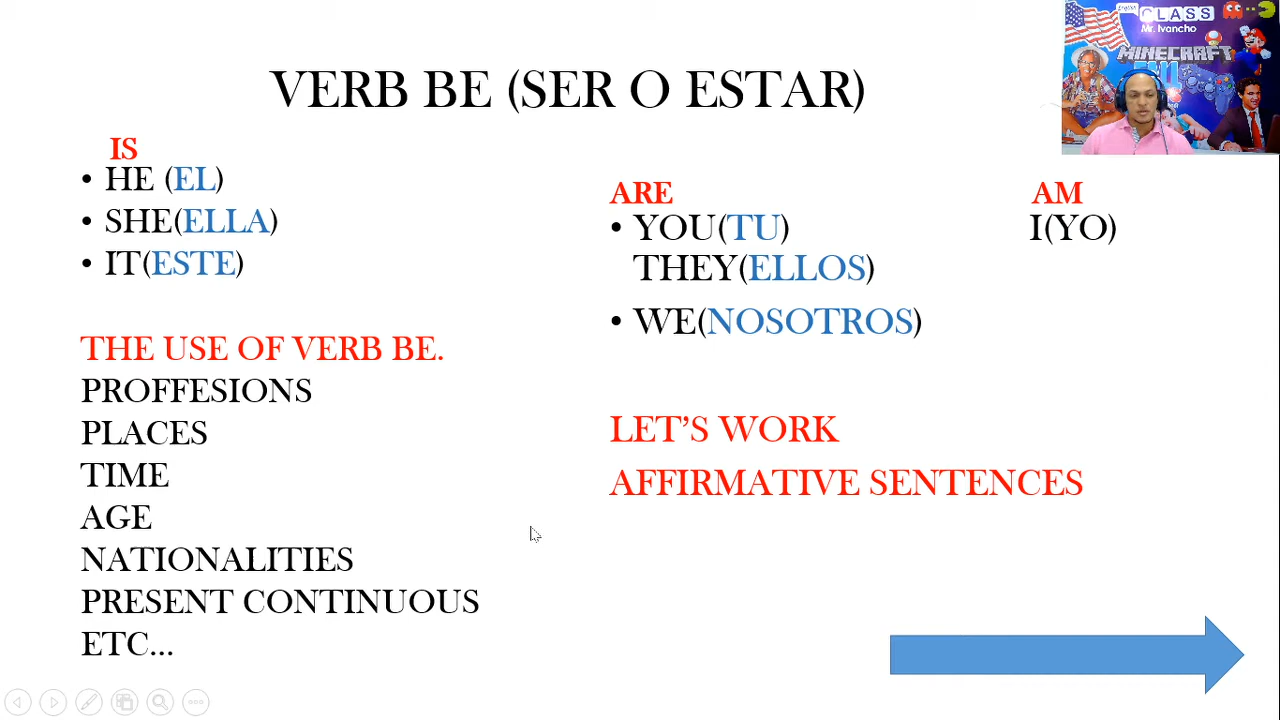 VERB BE (SER O ESTAR)
IS
• HE (EL)
• SHE(ELLA)
• IT(ESTE)
ARE
• YOU(TU)
THEY(ELLOS)
• WE(NOSOTROS)
AM
I(YO)
THE USE OF VERB BE.
PROFFESIONS
PLACES
TIME
AGE
NATIONALITIES
PRESENT CONTINUOUS
ETC...
LET'S WORK
AFFIRMATIVE SENTENCES
CLASS
Mr. Ivancho
MINECRAFT